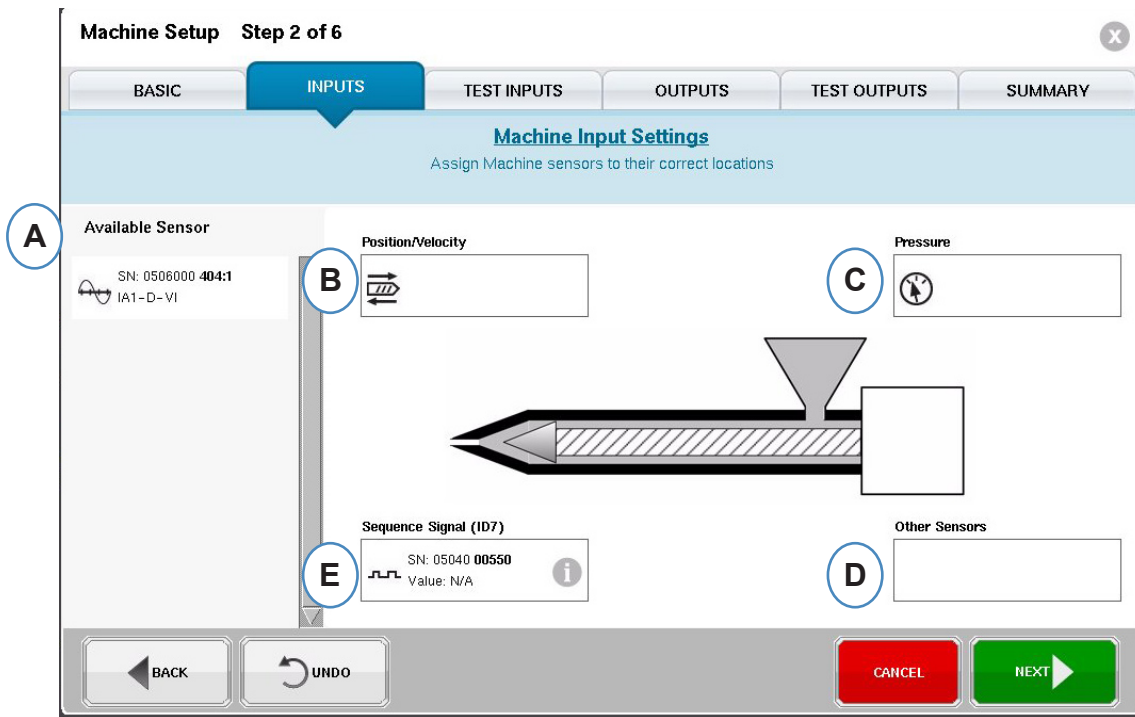 Machine Setup Step 2 of 6
X
BASIC
INPUTS
TEST INPUTS
OUTPUTS
TEST OUTPUTS
SUMMARY
Machine Input Settings
Assign Machine sensors to their correct locations
A
Available Sensor
SN: 0506000 404:1
IA1-D-VI
Position/Velocity
B
Pressure
C
Sequence Signal (ID7)
E
SN: 05040 00550
Value: N/A
i
Other Sensors
D
BACK
UNDO
CANCEL
NEXT